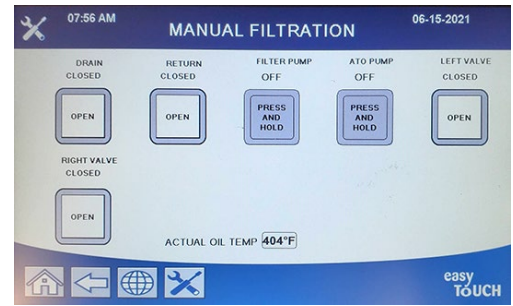 07:56 AM
MANUAL FILTRATION
06-15-2021
DRAIN
CLOSED
OPEN
RETURN
CLOSED
OPEN
FILTER PUMP
OFF
PRESS
AND
HOLD
ATO PUMP
OFF
PRESS
AND
HOLD
LEFT VALVE
CLOSED
OPEN
RIGHT VALVE
CLOSED
OPEN
ACTUAL OIL TEMP 404°F
easy
TOUCH